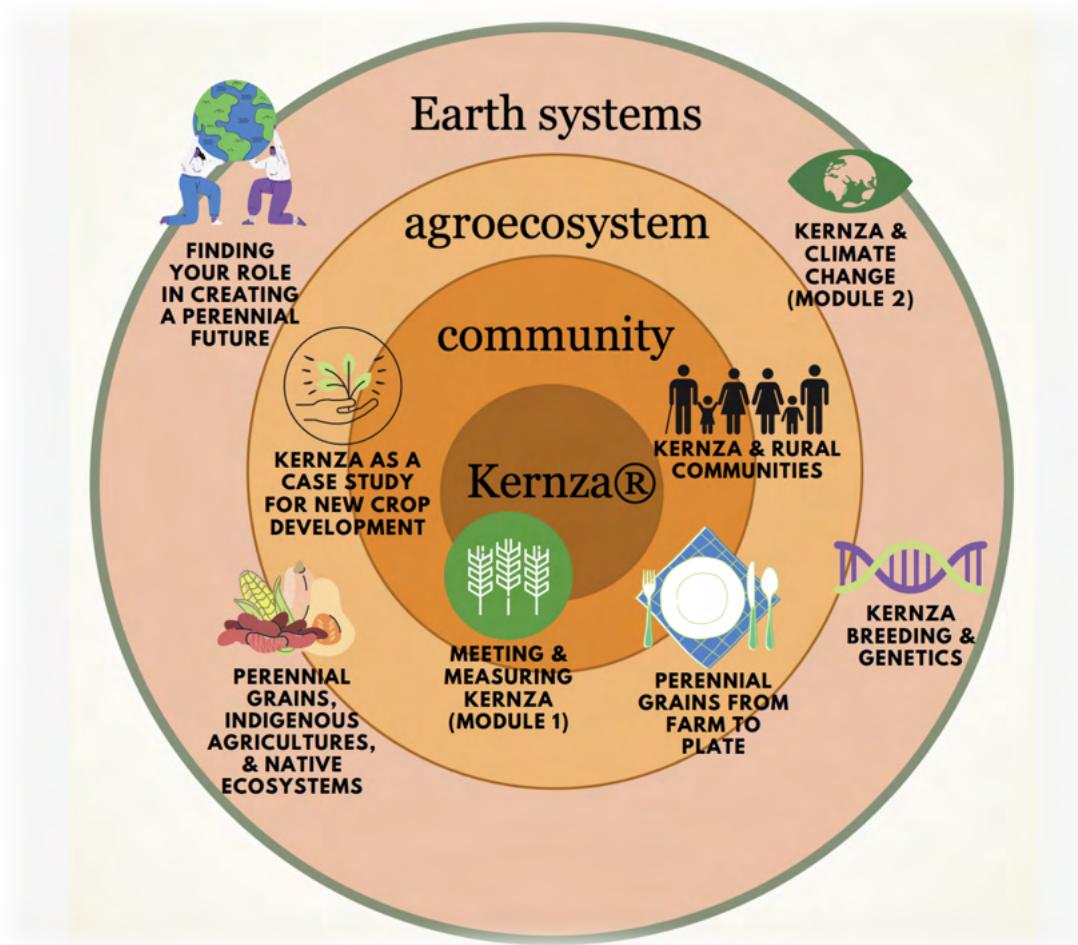 Earth systems
agroecosystem
community
Kernza®
FINDING
YOUR ROLE
IN CREATING
A PERENNIAL
FUTURE
KERNZA &
CLIMATE
CHANGE
(MODULE 2)
KERNZA AS A
CASE STUDY
FOR NEW CROP
DEVELOPMENT
KERNZA & RURAL
COMMUNITIES
PERENNIAL
GRAINS,
INDIGENOUS
AGRICULTURES,
& NATIVE
ECOSYSTEMS
MEETING &
MEASURING
KERNZA
(MODULE 1)
PERENNIAL
GRAINS FROM
FARM TO
PLATE
KERNZA
BREEDING &
GENETICS